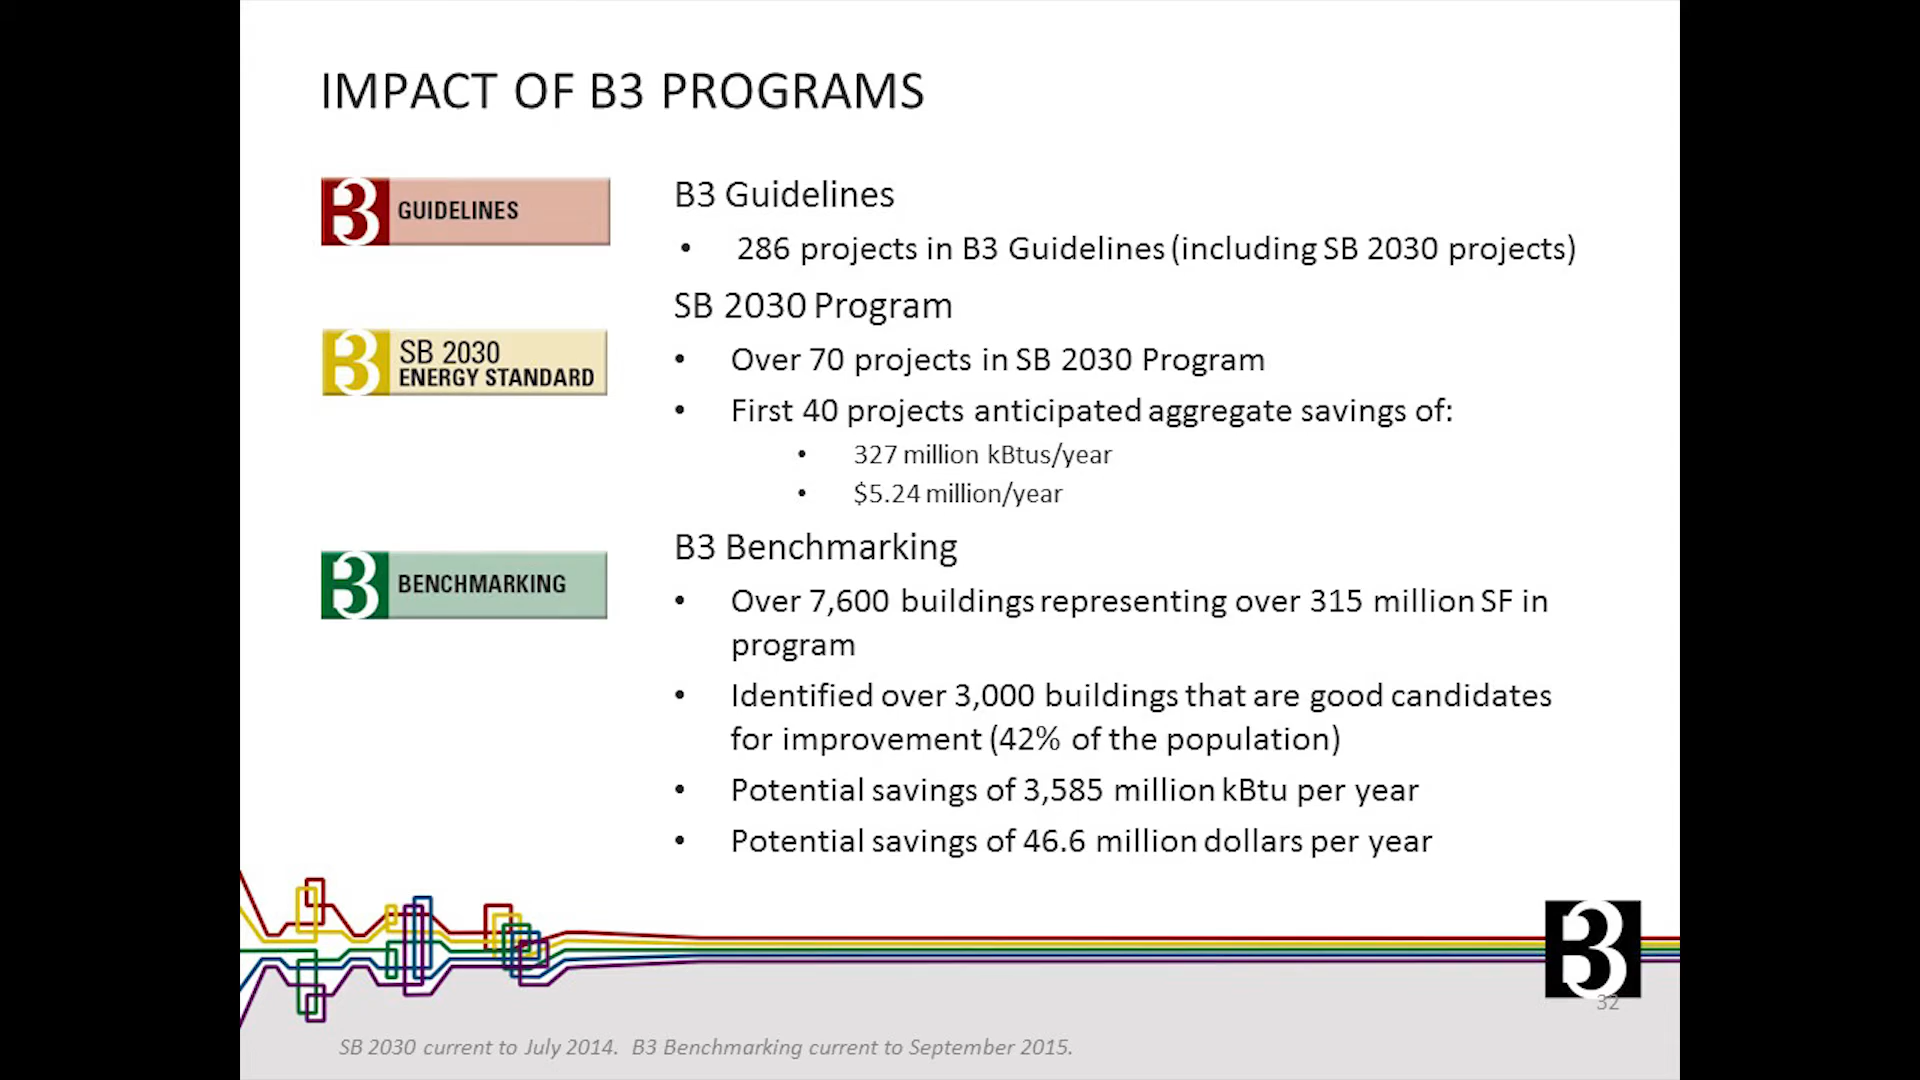 IMPACT OF B3 PROGRAMS
B3 GUIDELINES
B3 Guidelines
• 286 projects in B3 Guidelines (including SB 2030 projects)
SB 2030 Program
B3 SB 2030
ENERGY STANDARD
• Over 70 projects in SB 2030 Program
• First 40 projects anticipated aggregate savings of:
• 327 million kBtus/year
• $5.24 million/year
B3 Benchmarking
B3 BENCHMARKING
• Over 7,600 buildings representing over 315 million SF in
program
• Identified over 3,000 buildings that are good candidates
for improvement (42% of the population)
• Potential savings of 3,585 million kBtu per year
• Potential savings of 46.6 million dollars per year
B3
32
SB 2030 current to July 2014. B3 Benchmarking current to September 2015.